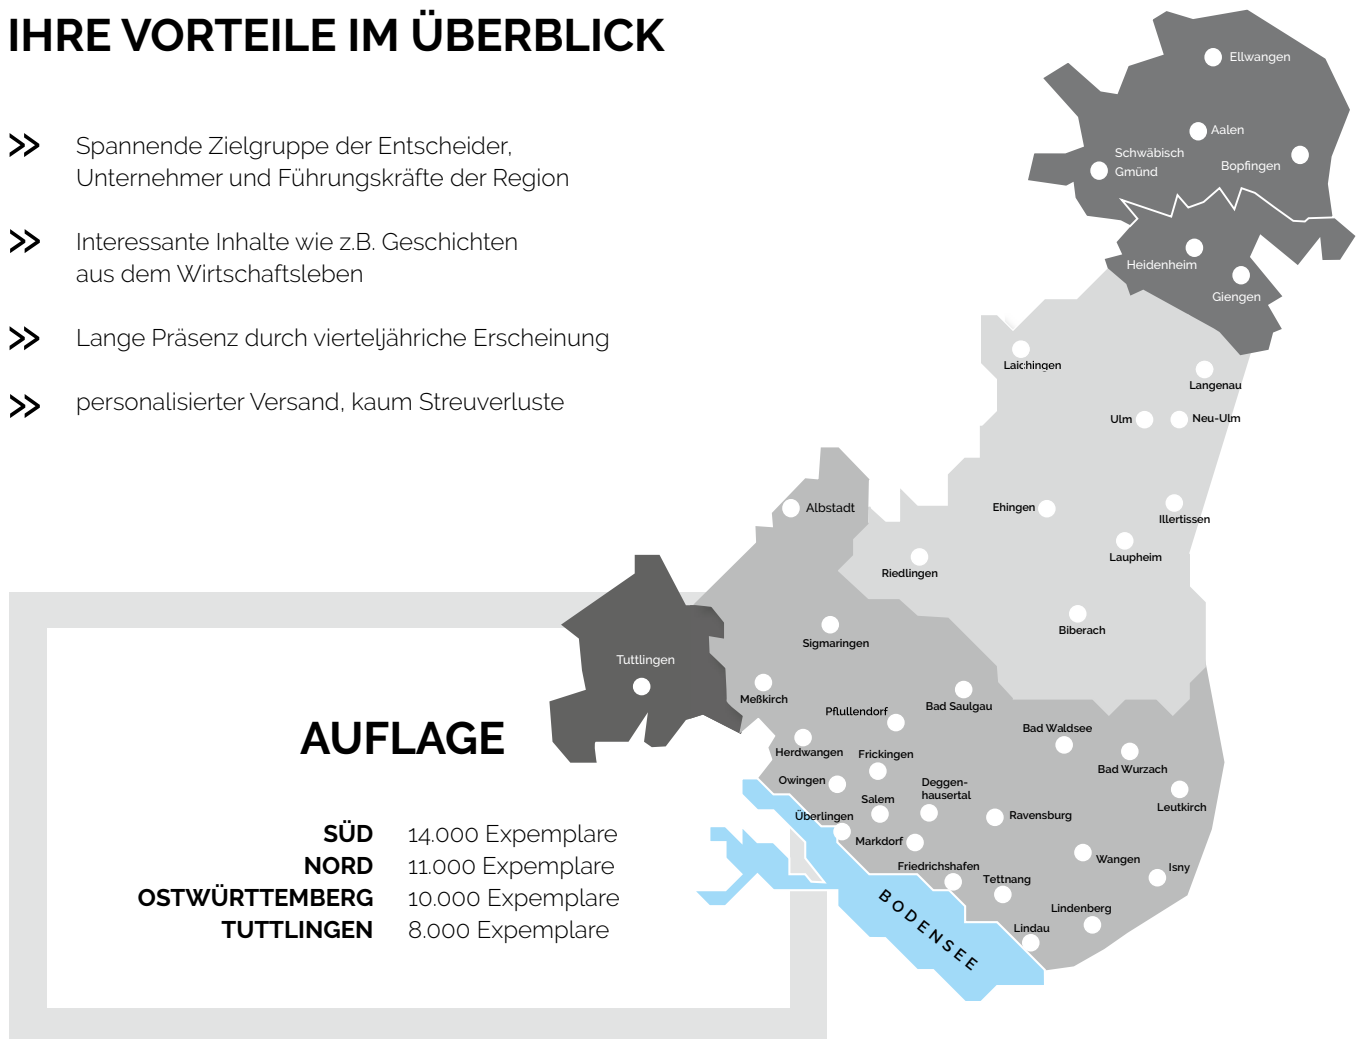 IHRE VORTEILE IM ÜBERBLICK
Spannende Zielgruppe der Entscheider,
Unternehmer und Führungskräfte der Region
Interessante Inhalte wie z.B. Geschichten
aus dem Wirtschaftsleben
Lange Präsenz durch vierteljähriche Erscheinung
personalisierter Versand, kaum Streuverluste
AUFLAGE
SÜD 14.000 Expemplare
NORD 11.000 Expemplare
OSTWÜRTTEMBERG 10.000 Expemplare
TUTTLINGEN 8.000 Expemplare
Ellwangen
Aalen
Schwäbisch
Gmünd
Bopfingen
Heidenheim
Giengen
Laichingen
Langenau
Ulm
Neu-Ulm
Albstadt
Ehingen
Illertissen
Laupheim
Riedlingen
Biberach
Sigmaringen
Tuttlingen
Meßkirch
Bad Saulgau
Pflullendorf
Bad Waldsee
Herdwangen
Frickingen
Bad Wurzach
Owingen
Deggen-
hausertal
Salem
Leutkirch
Überlingen
Ravensburg
Markdorf
Wangen
Friedrichshafen
Isny
Tettnang
Lindenberg
Lindau
BODENSEE